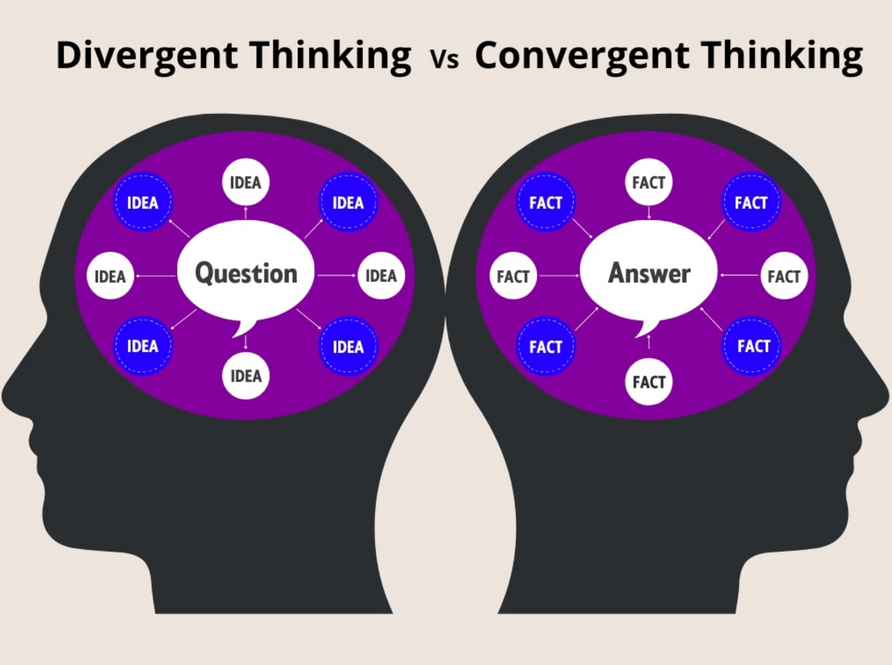 Divergent Thinking Vs Convergent Thinking
IDEA
IDEA
IDEA
IDEA
Question
IDEA
IDEA
IDEA
IDEA
FACT
FACT
FACT
FACT
Answer
FACT
FACT
FACT
FACT